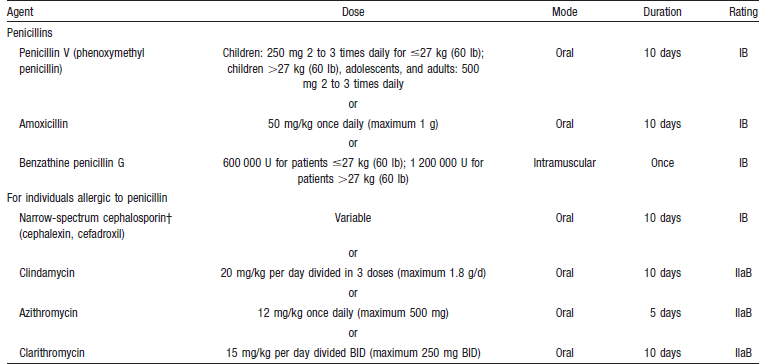 Agent Dose Mode Duration Rating
Penicillins
Penicillin V (phenoxymethyl Children: 250 mg 2 to 3 times daily for ≤27 kg (60 lb); Oral 10 days IB
penicillin) children >27 kg (60 lb), adolescents, and adults: 500
mg 2 to 3 times daily
or
Amoxicillin 50 mg/kg once daily (maximum 1 g) Oral 10 days IB
or
Benzathine penicillin G 600 000 U for patients ≤27 kg (60 lb); 1 200 000 U for Intramuscular Once IB
patients >27 kg (60 lb)
For individuals allergic to penicillin
Narrow-spectrum cephalosporin† Variable Oral 10 days IB
(cephalexin, cefadroxil)
or
Clindamycin 20 mg/kg per day divided in 3 doses (maximum 1.8 g/d) Oral 10 days IIaB
or
Azithromycin 12 mg/kg once daily (maximum 500 mg) Oral 5 days IIaB
or
Clarithromycin 15 mg/kg per day divided BID (maximum 250 mg BID) Oral 10 days IIaB